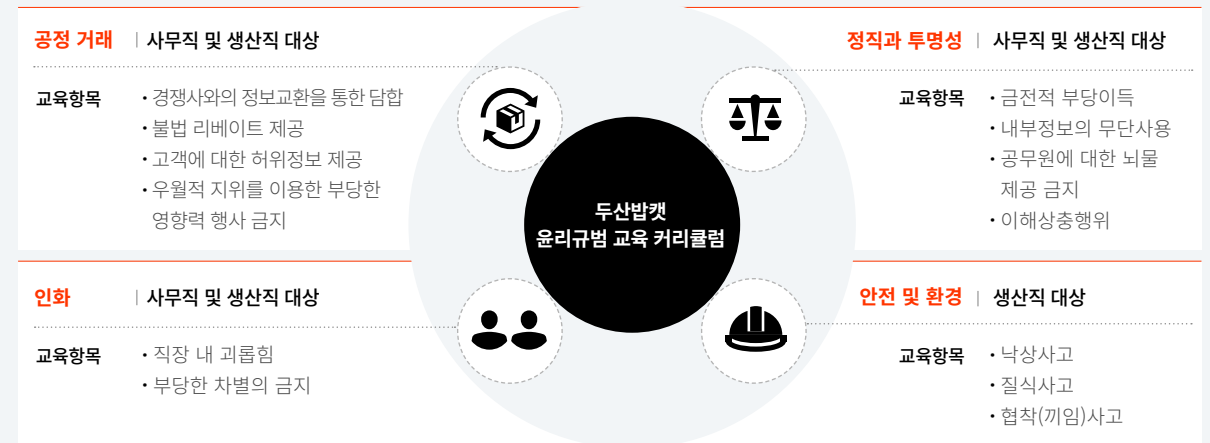 공정 거래 | 사무직 및 생산직 대상
교육항목
• 경쟁사와의 정보교환을 통한 담합
• 불법 리베이트 제공
• 고객에 대한 허위정보 제공
• 우월적 지위를 이용한 부당한
영향력 행사 금지
정직과 투명성 | 사무직 및 생산직 대상
교육항목
• 금전적 부당이득
• 내부정보의 무단사용
• 공무원에 대한 뇌물
제공 금지
• 이해상충행위
두산밥캣
윤리규범 교육 커리큘럼
인화 | 사무직 및 생산직 대상
교육항목
• 직장 내 괴롭힘
• 부당한 차별의 금지
안전 및 환경 | 생산직 대상
교육항목
• 낙상사고
• 질식사고
• 협착(끼임)사고